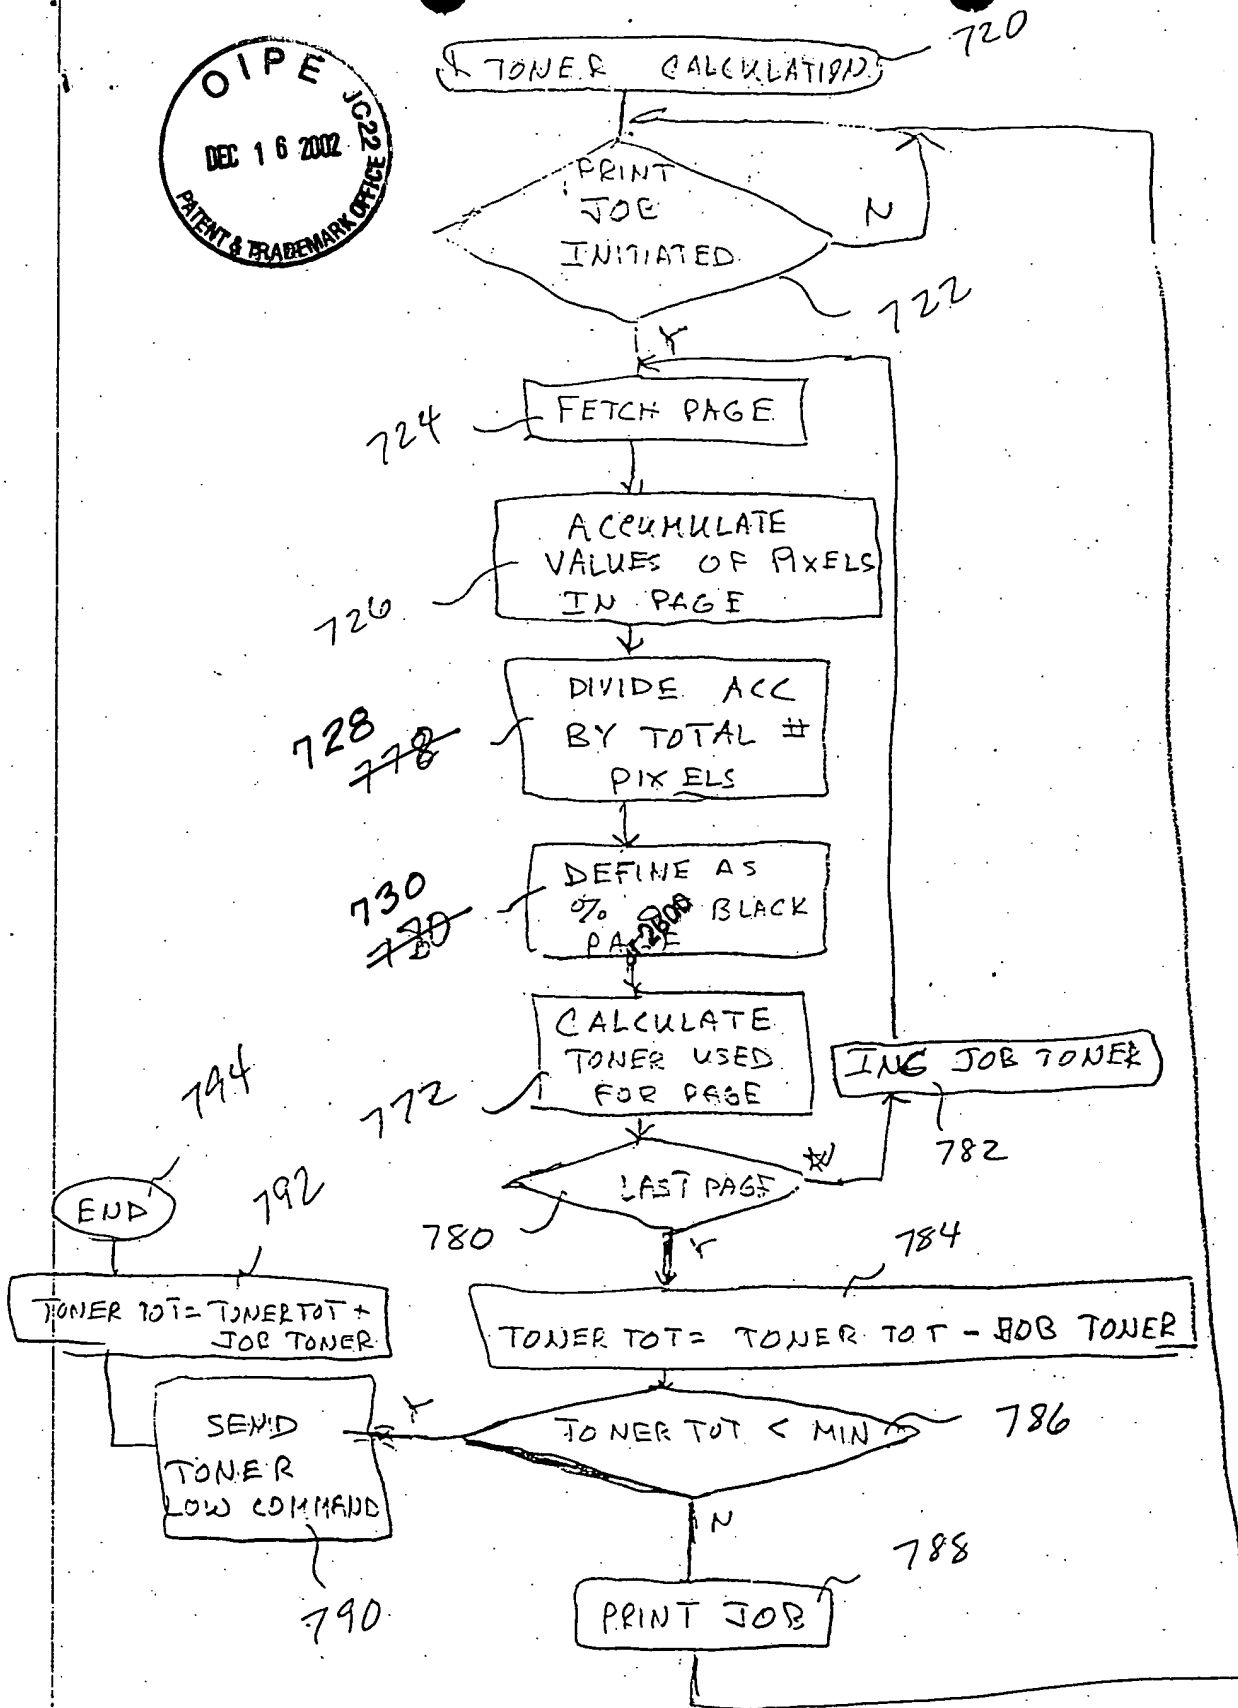 OIPE JC22
DEC 16 2002
PATENT & TRADEMARK OFFICE
TONER CALCULATION
720
PRINT
JOB
INITIATED
N
722
Y
FETCH PAGE
724
ACCUMULATE
VALUES OF PIXELS
IN PAGE
726
DIVIDE ACC
BY TOTAL #
PIXELS
728
778
DEFINE AS
% BLACK
PAGE
730
780
CALCULATE
TONER USED
FOR PAGE
772
INC JOB TONER
782
LAST PAGE
N
780
Y
794
END
792
TONER TOT = TONER TOT +
JOB TONER
784
TONER TOT = TONER TOT - JOB TONER
TONER TOT < MIN
786
Y
SEND
TONER
LOW COMMAND
790
N
788
PRINT JOB